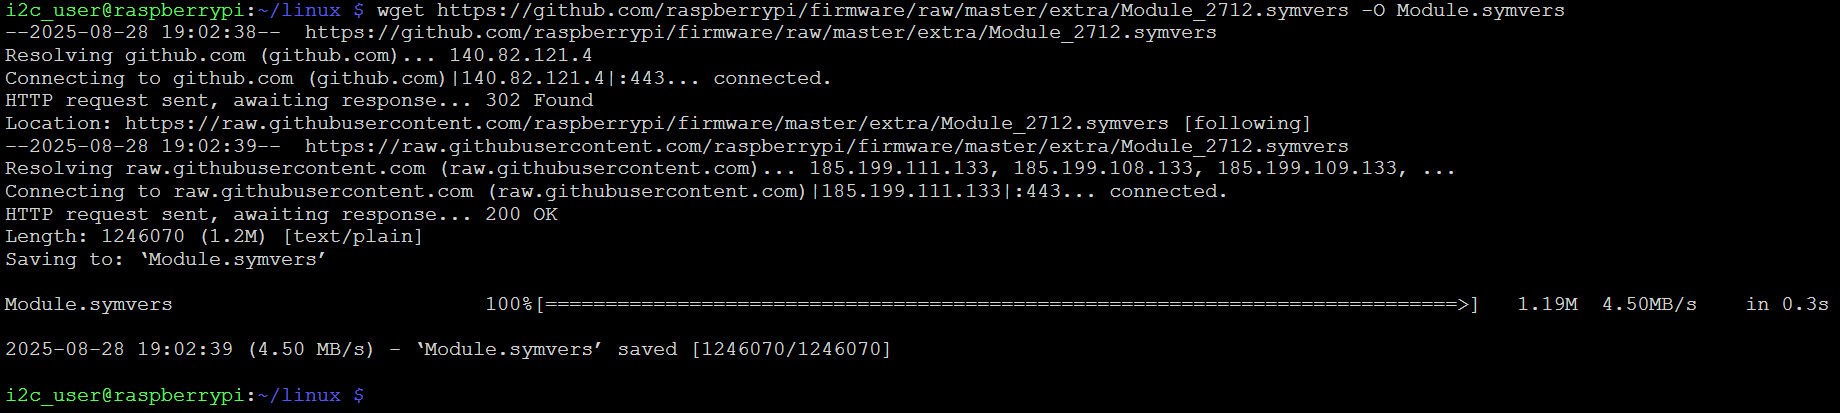 i2c_user@raspberrypi:~/linux $ wget https://github.com/raspberrypi/firmware/raw/master/extra/Module_2712.symvers -O Module.symvers
--2025-08-28 19:02:38--  https://github.com/raspberrypi/firmware/raw/master/extra/Module_2712.symvers
Resolving github.com (github.com)... 140.82.121.4
Connecting to github.com (github.com)|140.82.121.4|:443... connected.
HTTP request sent, awaiting response... 302 Found
Location: https://raw.githubusercontent.com/raspberrypi/firmware/master/extra/Module_2712.symvers [following]
--2025-08-28 19:02:39--  https://raw.githubusercontent.com/raspberrypi/firmware/master/extra/Module_2712.symvers
Resolving raw.githubusercontent.com (raw.githubusercontent.com)... 185.199.111.133, 185.199.108.133, 185.199.109.133, ...
Connecting to raw.githubusercontent.com (raw.githubusercontent.com)|185.199.111.133|:443... connected.
HTTP request sent, awaiting response... 200 OK
Length: 1246070 (1.2M) [text/plain]
Saving to: ‘Module.symvers’
Module.symvers                          100%[============================================================================>]   1.19M  4.50MB/s    in 0.3s
2025-08-28 19:02:39 (4.50 MB/s) - ‘Module.symvers’ saved [1246070/1246070]
i2c_user@raspberrypi:~/linux $